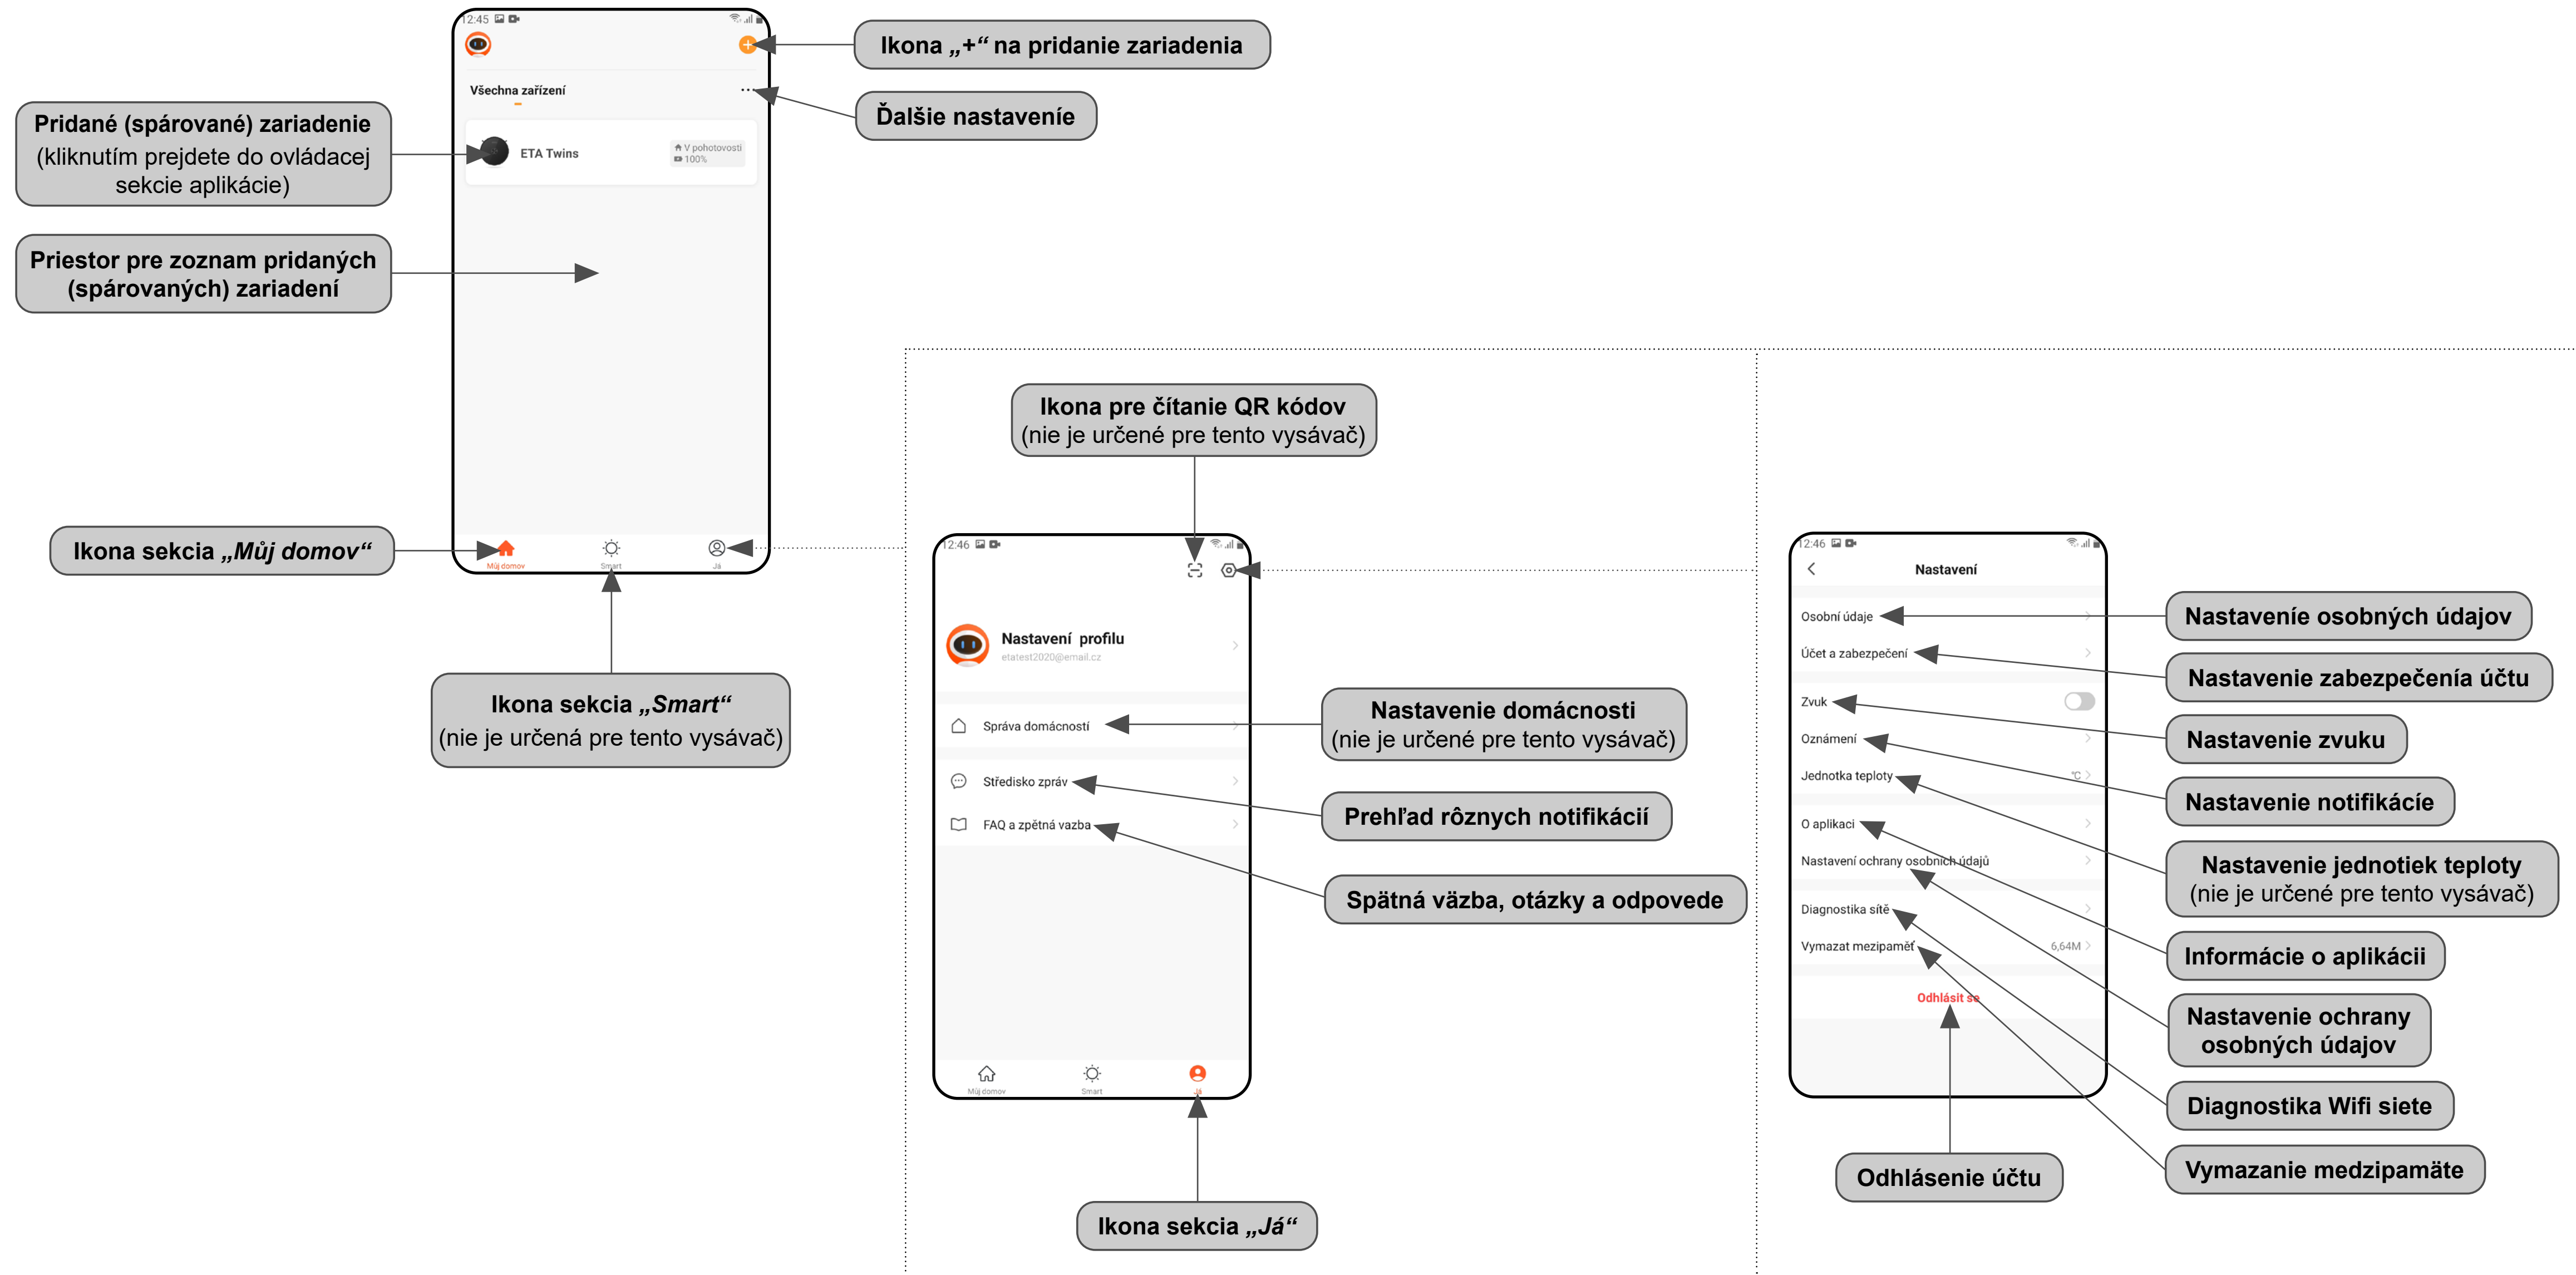 12:45
Ikona „+“ na pridanie zariadenia
Všechna zařízení
Ďalšie nastaveníe
Pridané (spárované) zariadenie
(kliknutím prejdete do ovládacej
sekcie aplikácie)
ETA Twins
V pohotovosti
100%
Priestor pre zoznam pridaných
(spárovaných) zariadení
Ikona sekcia „Můj domov“
Můj domov
Smart
Já
Ikona sekcia „Smart“
(nie je určená pre tento vysávač)
Ikona pre čítanie QR kódov
(nie je určené pre tento vysávač)
12:46
Nastavení profilu
etatest2020@email.cz
Správa domácností
Středisko zpráv
FAQ a zpětná vazba
Můj domov
Smart
Já
Nastavenie domácnosti
(nie je určené pre tento vysávač)
Prehľad rôznych notifikácií
Spätná väzba, otázky a odpovede
Ikona sekcia „Já“
12:46
Nastavení
Osobní údaje
Účet a zabezpečení
Zvuk
Oznámení
Jednotka teploty
°C
O aplikaci
Nastavení ochrany osobních údajů
Diagnostika sítě
Vymazat mezipaměť
6,64M
Odhlásit se
Nastaveníe osobných údajov
Nastavenie zabezpečenía účtu
Nastavenie zvuku
Nastavenie notifikácíe
Nastavenie jednotiek teploty
(nie je určené pre tento vysávač)
Informácie o aplikácii
Nastavenie ochrany
osobných údajov
Diagnostika Wifi siete
Vymazanie medzipamäte
Odhlásenie účtu